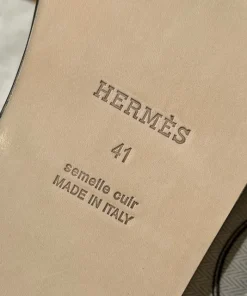 HERMÈS
41
semelle cuir
MADE IN ITALY